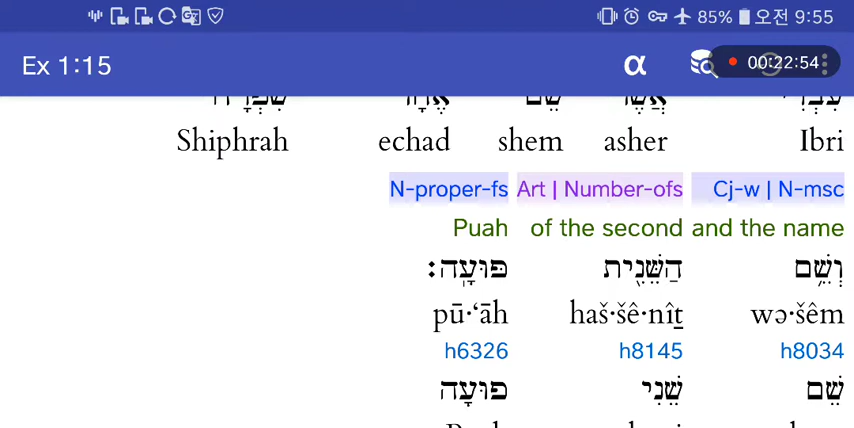 85% 오전 9:55
Ex 1:15 α 00:22:54
Shiphrah echad shem asher Ibri
N-proper-fs Art | Number-ofs Cj-w | N-msc
Puah of the second and the name
וְשֵׁ֥ם הַשֵּׁנִ֖ית פּוּעָֽה׃
pū·‘āh haš·šê·nîṯ wə·šêm
h6326 h8145 h8034
שֵׁם שֵׁנִי פּוּעָה